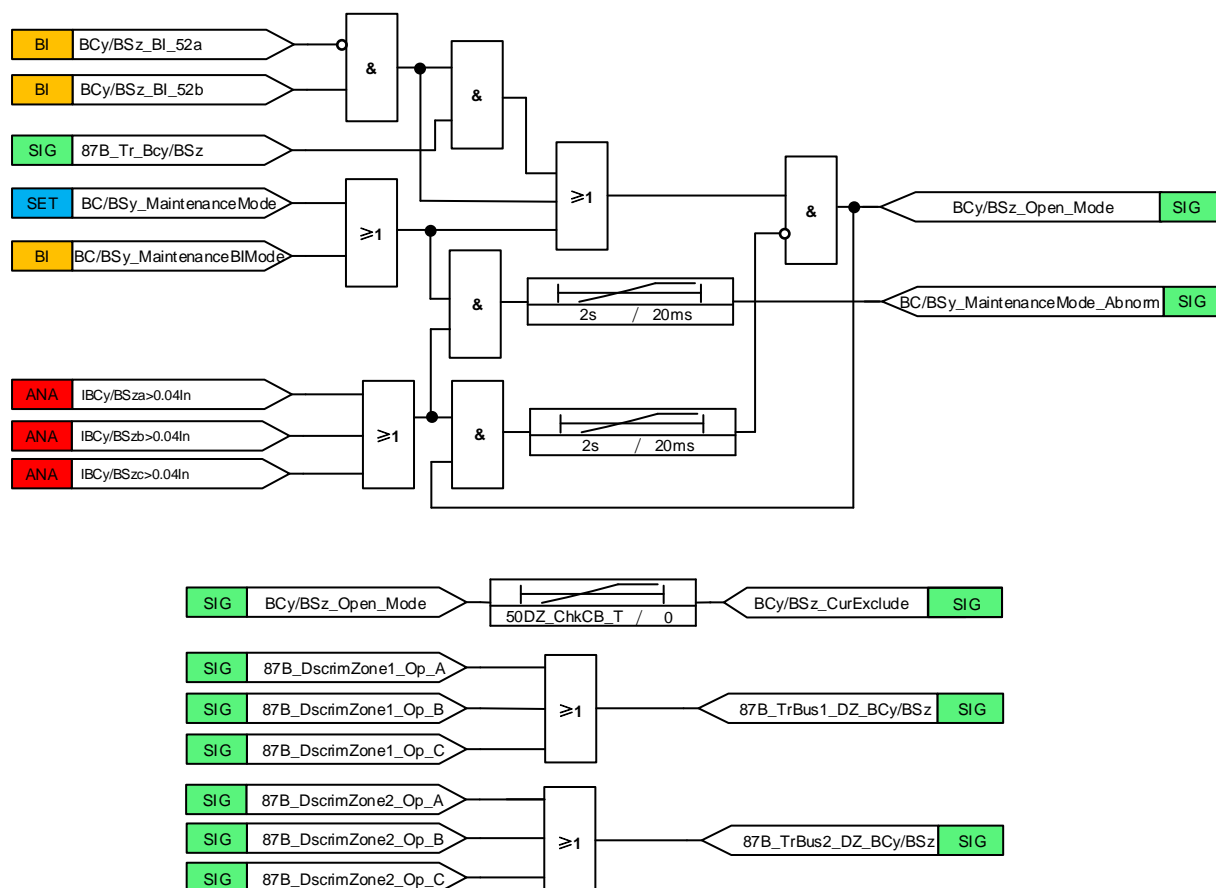 BI BCy/BSz_BI_52a
BI BCy/BSz_BI_52b
&
&
SIG 87B_Tr_Bcy/BSz
SET BC/BSy_MaintenanceMode
BI BC/BSy_MaintenanceBIMode
≥1
≥1
&
BCy/BSz_Open_Mode SIG
&
2s / 20ms
BC/BSy_MaintenanceMode_Abnorm SIG
ANA IBCy/BSza>0.04In
ANA IBCy/BSzb>0.04In
ANA IBCy/BSzc>0.04In
≥1
&
2s / 20ms
SIG BCy/BSz_Open_Mode
50DZ_ChkCB_T / 0
BCy/BSz_CurExclude SIG
SIG 87B_DscrimZone1_Op_A
SIG 87B_DscrimZone1_Op_B
SIG 87B_DscrimZone1_Op_C
≥1
87B_TrBus1_DZ_BCy/BSz SIG
SIG 87B_DscrimZone2_Op_A
SIG 87B_DscrimZone2_Op_B
SIG 87B_DscrimZone2_Op_C
≥1
87B_TrBus2_DZ_BCy/BSz SIG